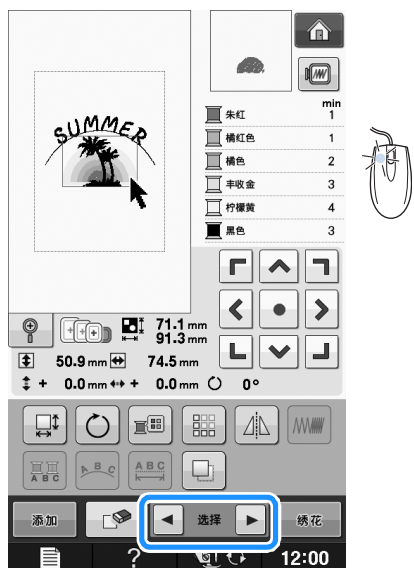 SUMMER
min
朱红 1
橘红色 1
橘色 2
丰收金 3
柠檬黄 4
黑色 3
71.1 mm
91.3 mm
50.9 mm 74.5 mm
+ 0.0 mm + 0.0 mm 0°
A B C A B C A B C
添加 选择 绣花
? 12:00